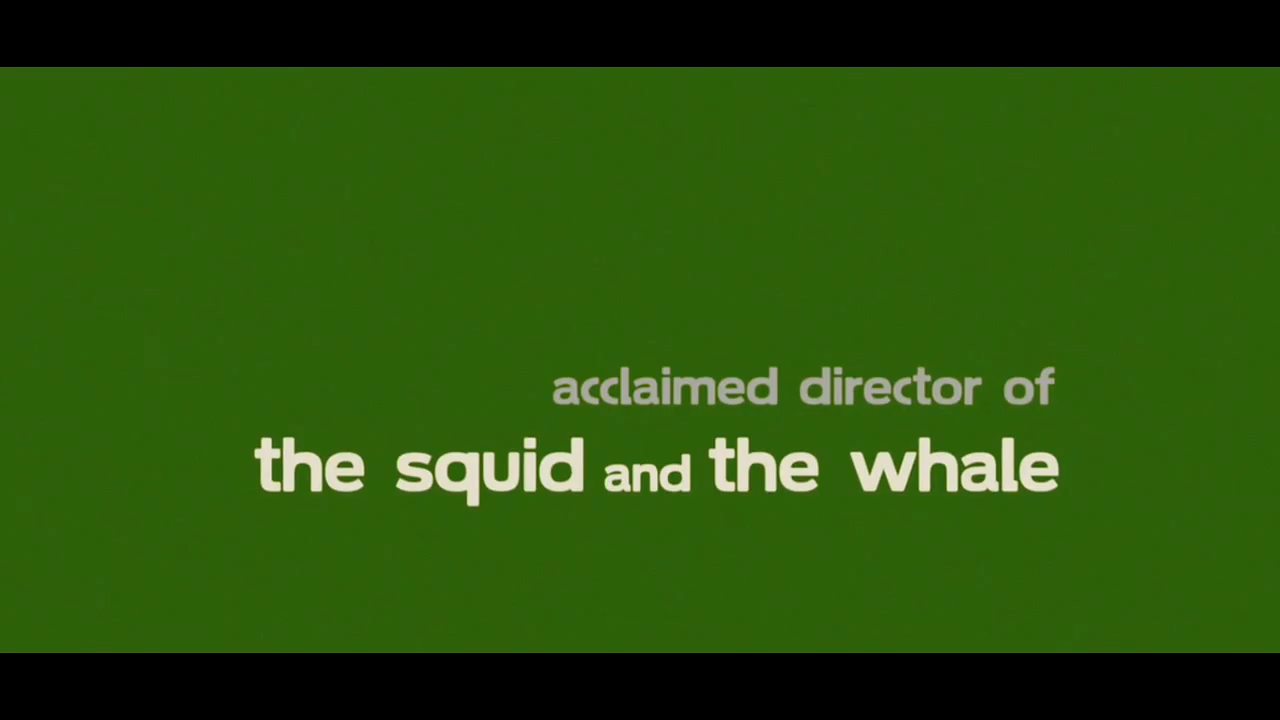 acclaimed director of
the squid and the whale